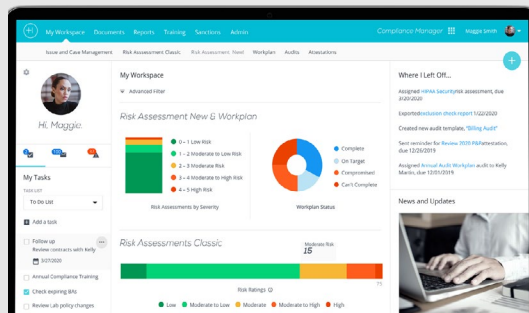 My Workspace Documents Reports Training Sanctions Admin
Compliance Manager Maggie Smith
Issue and Case Management Risk Assessment Classic Risk Assessment New! Workplan Audits Attestations
Hi, Maggie.
My Tasks
TASK LIST
To Do List
Add a task
Follow up
Review contracts with Kelly
3/27/2020
Annual Compliance Training
Check expiring BAs
Review Lab policy changes
My Workspace
Advanced Filter
Risk Assessment New & Workplan
0 - 1 Low Risk
1 - 2 Moderate to Low Risk
2 - 3 Moderate Risk
3 - 4 Moderate to High Risk
4 - 5 High Risk
Risk Assessments by Severity
Complete
On Target
Compromised
Can't Complete
Workplan Status
Risk Assessments Classic
Moderate Risk
15
Risk Ratings
Low Moderate to Low Moderate Moderate to High High
Where I Left Off...
Assigned HIPAA Security risk assessment, due
3/20/2020
Exported exclusion check report 1/22/2020
Created new audit template, "Billing Audit"
Sent reminder for Review 2020 P&P attestation,
due 12/26/2019
Assigned Annual Audit Workplan audit to Kelly
Martin, due 12/01/2019
News and Updates